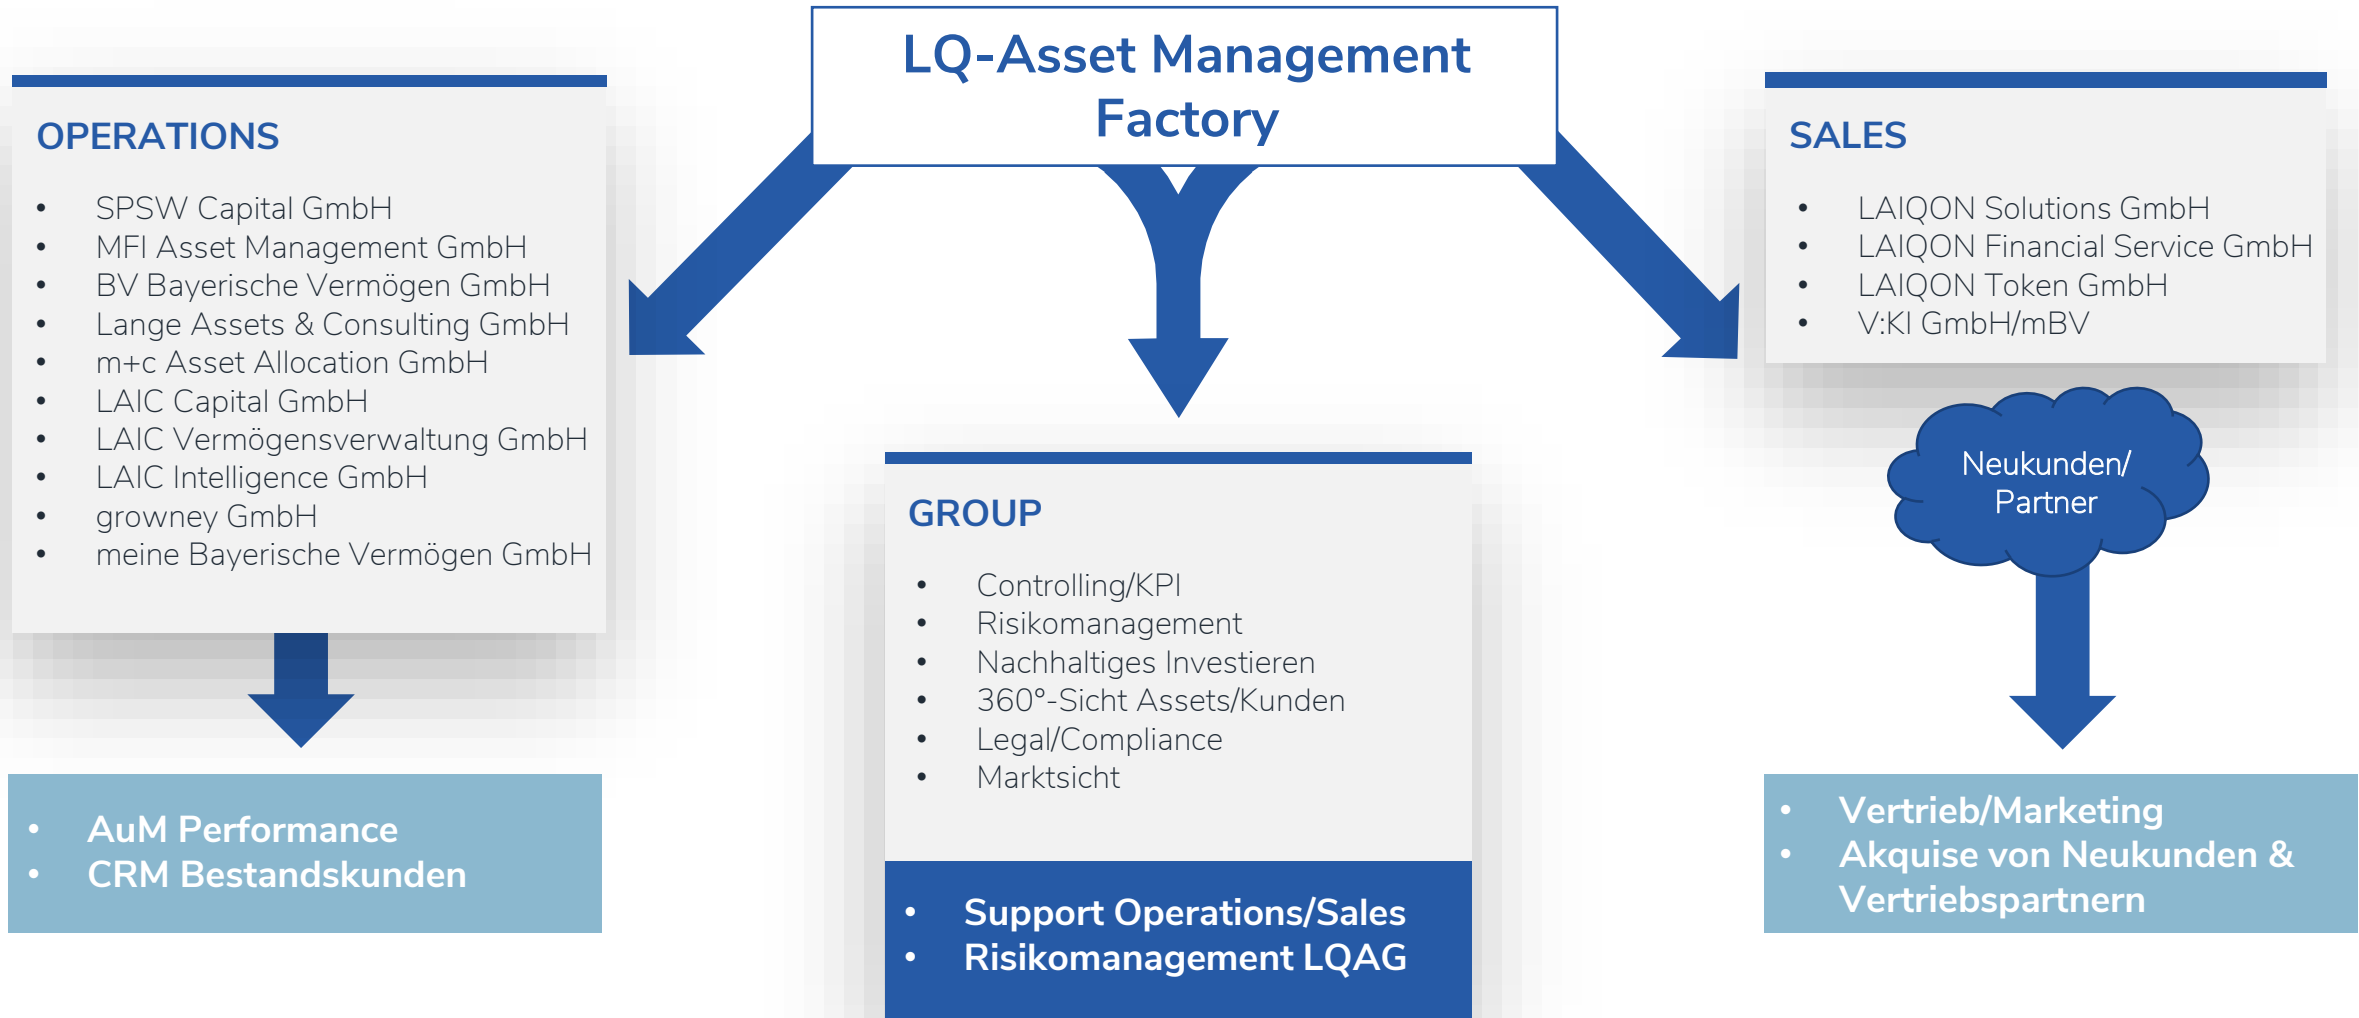 LQ-Asset Management
Factory
OPERATIONS
• SPSW Capital GmbH
• MFI Asset Management GmbH
• BV Bayerische Vermögen GmbH
• Lange Assets & Consulting GmbH
• m+c Asset Allocation GmbH
• LAIC Capital GmbH
• LAIC Vermögensverwaltung GmbH
• LAIC Intelligence GmbH
• growney GmbH
• meine Bayerische Vermögen GmbH
• AuM Performance
• CRM Bestandskunden
GROUP
• Controlling/KPI
• Risikomanagement
• Nachhaltiges Investieren
• 360°-Sicht Assets/Kunden
• Legal/Compliance
• Marktsicht
• Support Operations/Sales
• Risikomanagement LQAG
SALES
• LAIQON Solutions GmbH
• LAIQON Financial Service GmbH
• LAIQON Token GmbH
• V:KI GmbH/mBV
Neukunden/
Partner
• Vertrieb/Marketing
• Akquise von Neukunden &
Vertriebspartnern